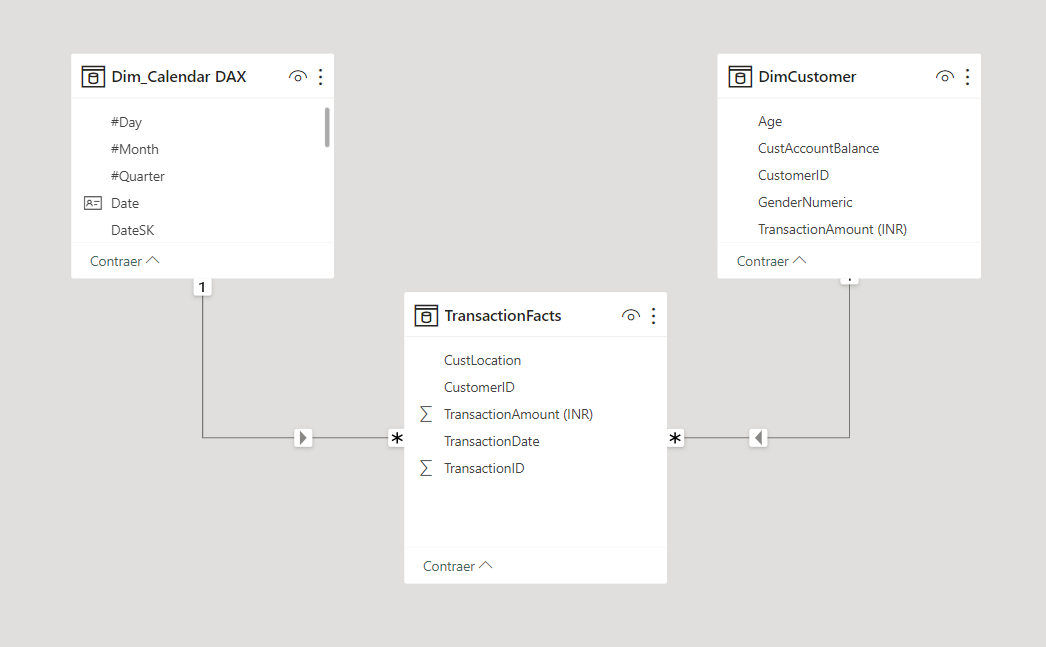 Dim_Calendar DAX
#Day
#Month
#Quarter
Date
DateSK
Contraer
1
DimCustomer
Age
CustAccountBalance
CustomerID
GenderNumeric
TransactionAmount (INR)
Contraer
TransactionFacts
CustLocation
CustomerID
∑ TransactionAmount (INR)
TransactionDate
∑ TransactionID
Contraer
*
*